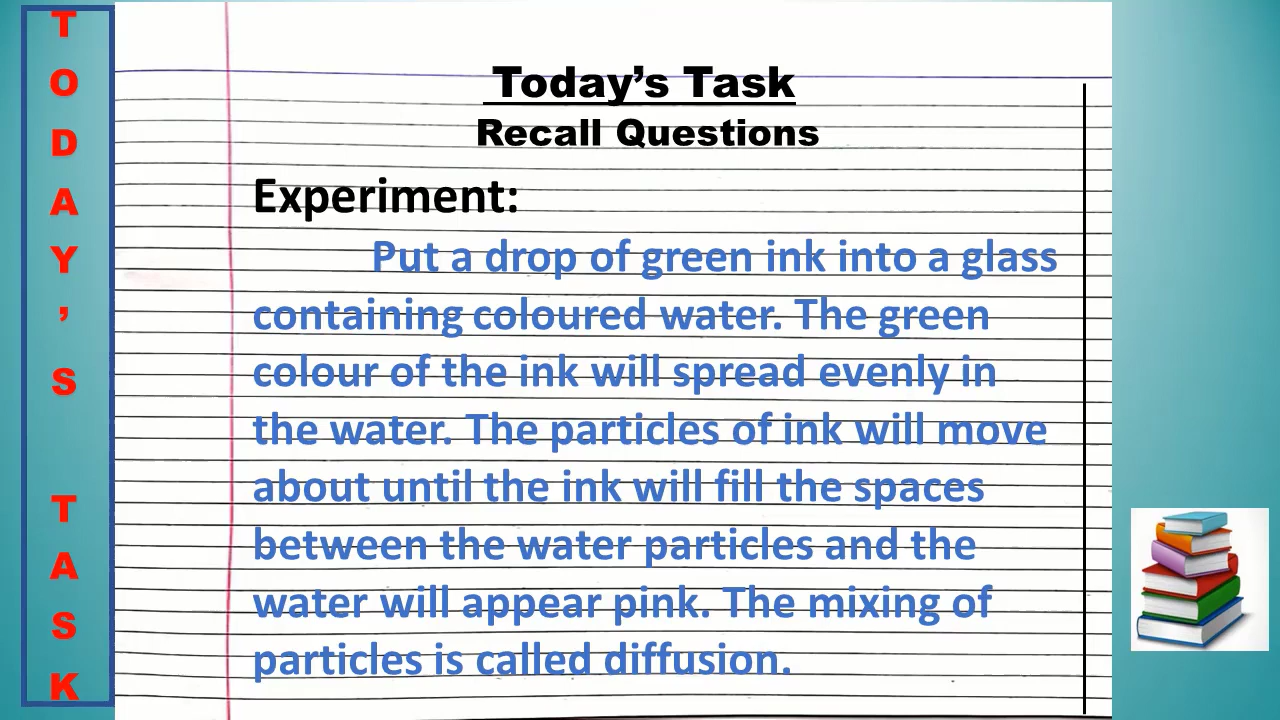 TODAY’S TASK
Today’s Task
Recall Questions
Experiment:
Put a drop of green ink into a glass
containing coloured water. The green
colour of the ink will spread evenly in
the water. The particles of ink will move
about until the ink will fill the spaces
between the water particles and the
water will appear pink. The mixing of
particles is called diffusion.